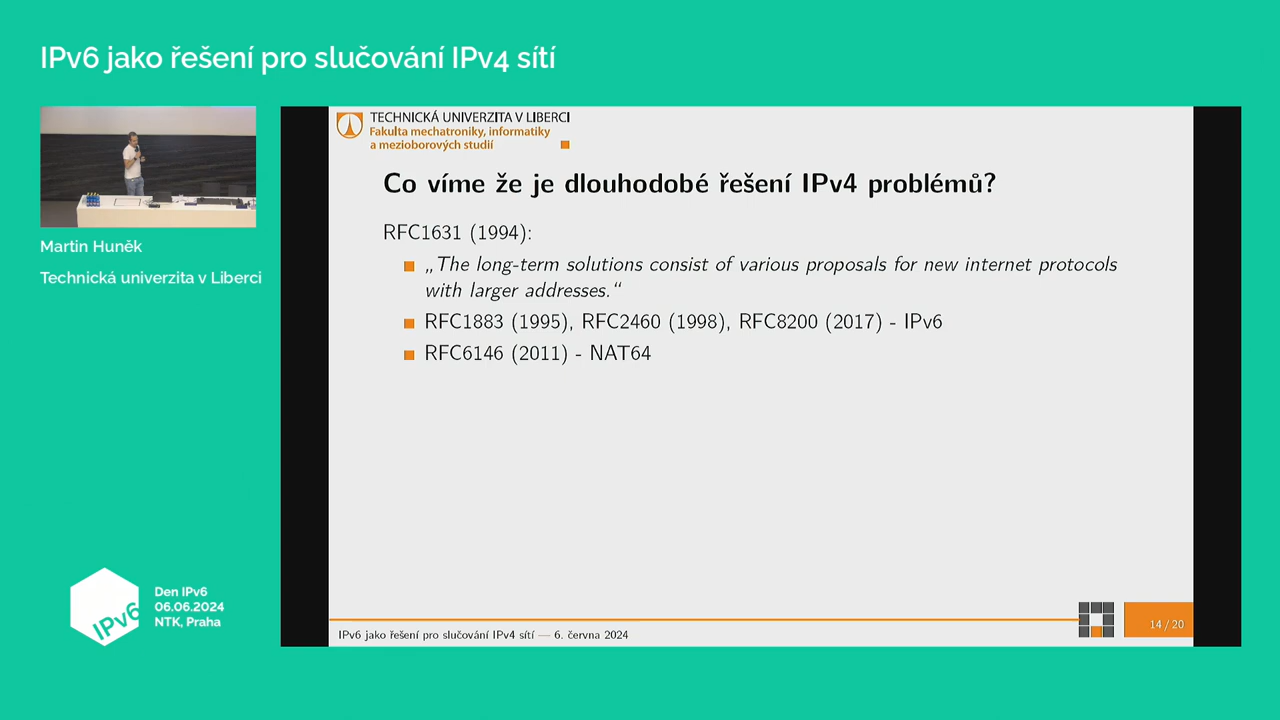 IPv6 jako řešení pro slučování IPv4 sítí
Martin Huněk
Technická univerzita v Liberci
TECHNICKÁ UNIVERZITA V LIBERCI
Fakulta mechatroniky, informatiky
a mezioborových studií
Co víme že je dlouhodobé řešení IPv4 problémů?
RFC1631 (1994):
„The long-term solutions consist of various proposals for new internet protocols
with larger addresses.“
RFC1883 (1995), RFC2460 (1998), RFC8200 (2017) - IPv6
RFC6146 (2011) - NAT64
IPv6 jako řešení pro slučování IPv4 sítí — 6. června 2024
14 / 20
IPv6
Den IPv6
06.06.2024
NTK, Praha